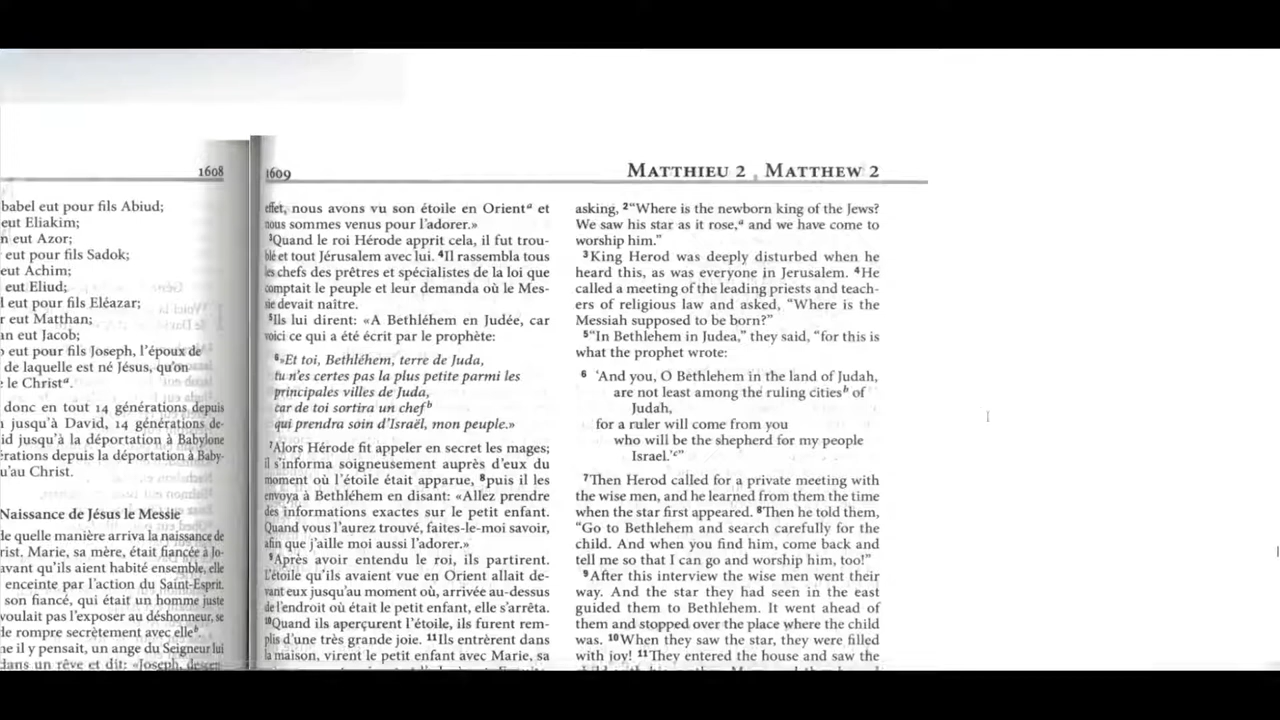 1608
babel eut pour fils Abiud;
eut Eliakim;
n eut Azor;
eut pour fils Sadok;
eut Achim;
eut Eliud;
l eut pour fils Eléazar;
r eut Matthan;
an eut Jacob;
eut pour fils Joseph, l'époux de
de laquelle est né Jésus, qu'on
e le Christᵃ.
donc en tout 14 générations depuis
jusqu'à David, 14 générations de-
id jusqu'à la déportation à Babylone
érations depuis la déportation à Baby-
u'au Christ.
Naissance de Jésus le Messie
de quelle manière arriva la naissance de
rist. Marie, sa mère, était fiancée à Jo-
avant qu'ils aient habité ensemble, elle
enceinte par l'action du Saint-Esprit.
son fiancé, qui était un homme juste
voulait pas l'exposer au déshonneur, se
de rompre secrètement avec elleᵇ.
ne il y pensait, un ange du Seigneur lui
dans un rêve et dit: «Joseph,
1609
MATTHIEU 2 , MATTHEW 2
effet, nous avons vu son étoile en Orientᵃ et
nous sommes venus pour l'adorer.»
³Quand le roi Hérode apprit cela, il fut trou-
blé et tout Jérusalem avec lui. ⁴Il rassembla tous
les chefs des prêtres et spécialistes de la loi que
comptait le peuple et leur demanda où le Mes-
sie devait naître.
⁵Ils lui dirent: «A Bethléhem en Judée, car
voici ce qui a été écrit par le prophète:
⁶»Et toi, Bethléhem, terre de Juda,
tu n'es certes pas la plus petite parmi les
principales villes de Juda,
car de toi sortira un chefᵇ
qui prendra soin d'Israël, mon peuple.»
⁷Alors Hérode fit appeler en secret les mages;
il s'informa soigneusement auprès d'eux du
moment où l'étoile était apparue, ⁸puis il les
envoya à Bethléhem en disant: «Allez prendre
des informations exactes sur le petit enfant.
Quand vous l'aurez trouvé, faites-le-moi savoir,
afin que j'aille moi aussi l'adorer.»
⁹Après avoir entendu le roi, ils partirent.
L'étoile qu'ils avaient vue en Orient allait de-
vant eux jusqu'au moment où, arrivée au-dessus
de l'endroit où était le petit enfant, elle s'arrêta.
¹⁰Quand ils aperçurent l'étoile, ils furent rem-
plis d'une très grande joie. ¹¹Ils entrèrent dans
la maison, virent le petit enfant avec Marie, sa
asking, ²“Where is the newborn king of the Jews?
We saw his star as it rose,ᵃ and we have come to
worship him.”
³King Herod was deeply disturbed when he
heard this, as was everyone in Jerusalem. ⁴He
called a meeting of the leading priests and teach-
ers of religious law and asked, “Where is the
Messiah supposed to be born?”
⁵“In Bethlehem in Judea,” they said, “for this is
what the prophet wrote:
⁶ ‘And you, O Bethlehem in the land of Judah,
are not least among the ruling citiesᵇ of
Judah,
for a ruler will come from you
who will be the shepherd for my people
Israel.’ᶜ”
⁷Then Herod called for a private meeting with
the wise men, and he learned from them the time
when the star first appeared. ⁸Then he told them,
“Go to Bethlehem and search carefully for the
child. And when you find him, come back and
tell me so that I can go and worship him, too!”
⁹After this interview the wise men went their
way. And the star they had seen in the east
guided them to Bethlehem. It went ahead of
them and stopped over the place where the child
was. ¹⁰When they saw the star, they were filled
with joy! ¹¹They entered the house and saw the